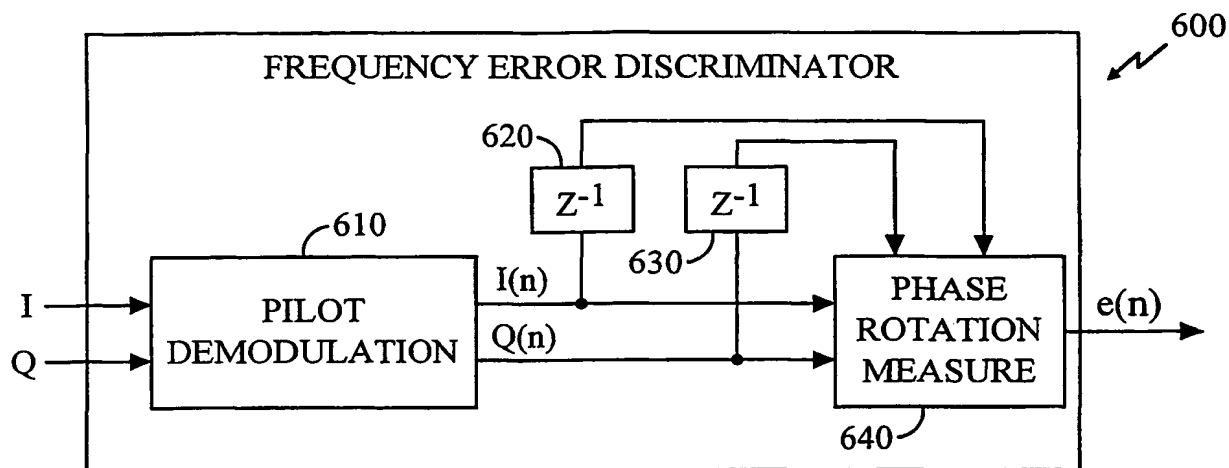 600
FREQUENCY ERROR DISCRIMINATOR
620
Z-1
Z-1
630
610
I
Q
PILOT
DEMODULATION
I(n)
Q(n)
PHASE
ROTATION
MEASURE
e(n)
640